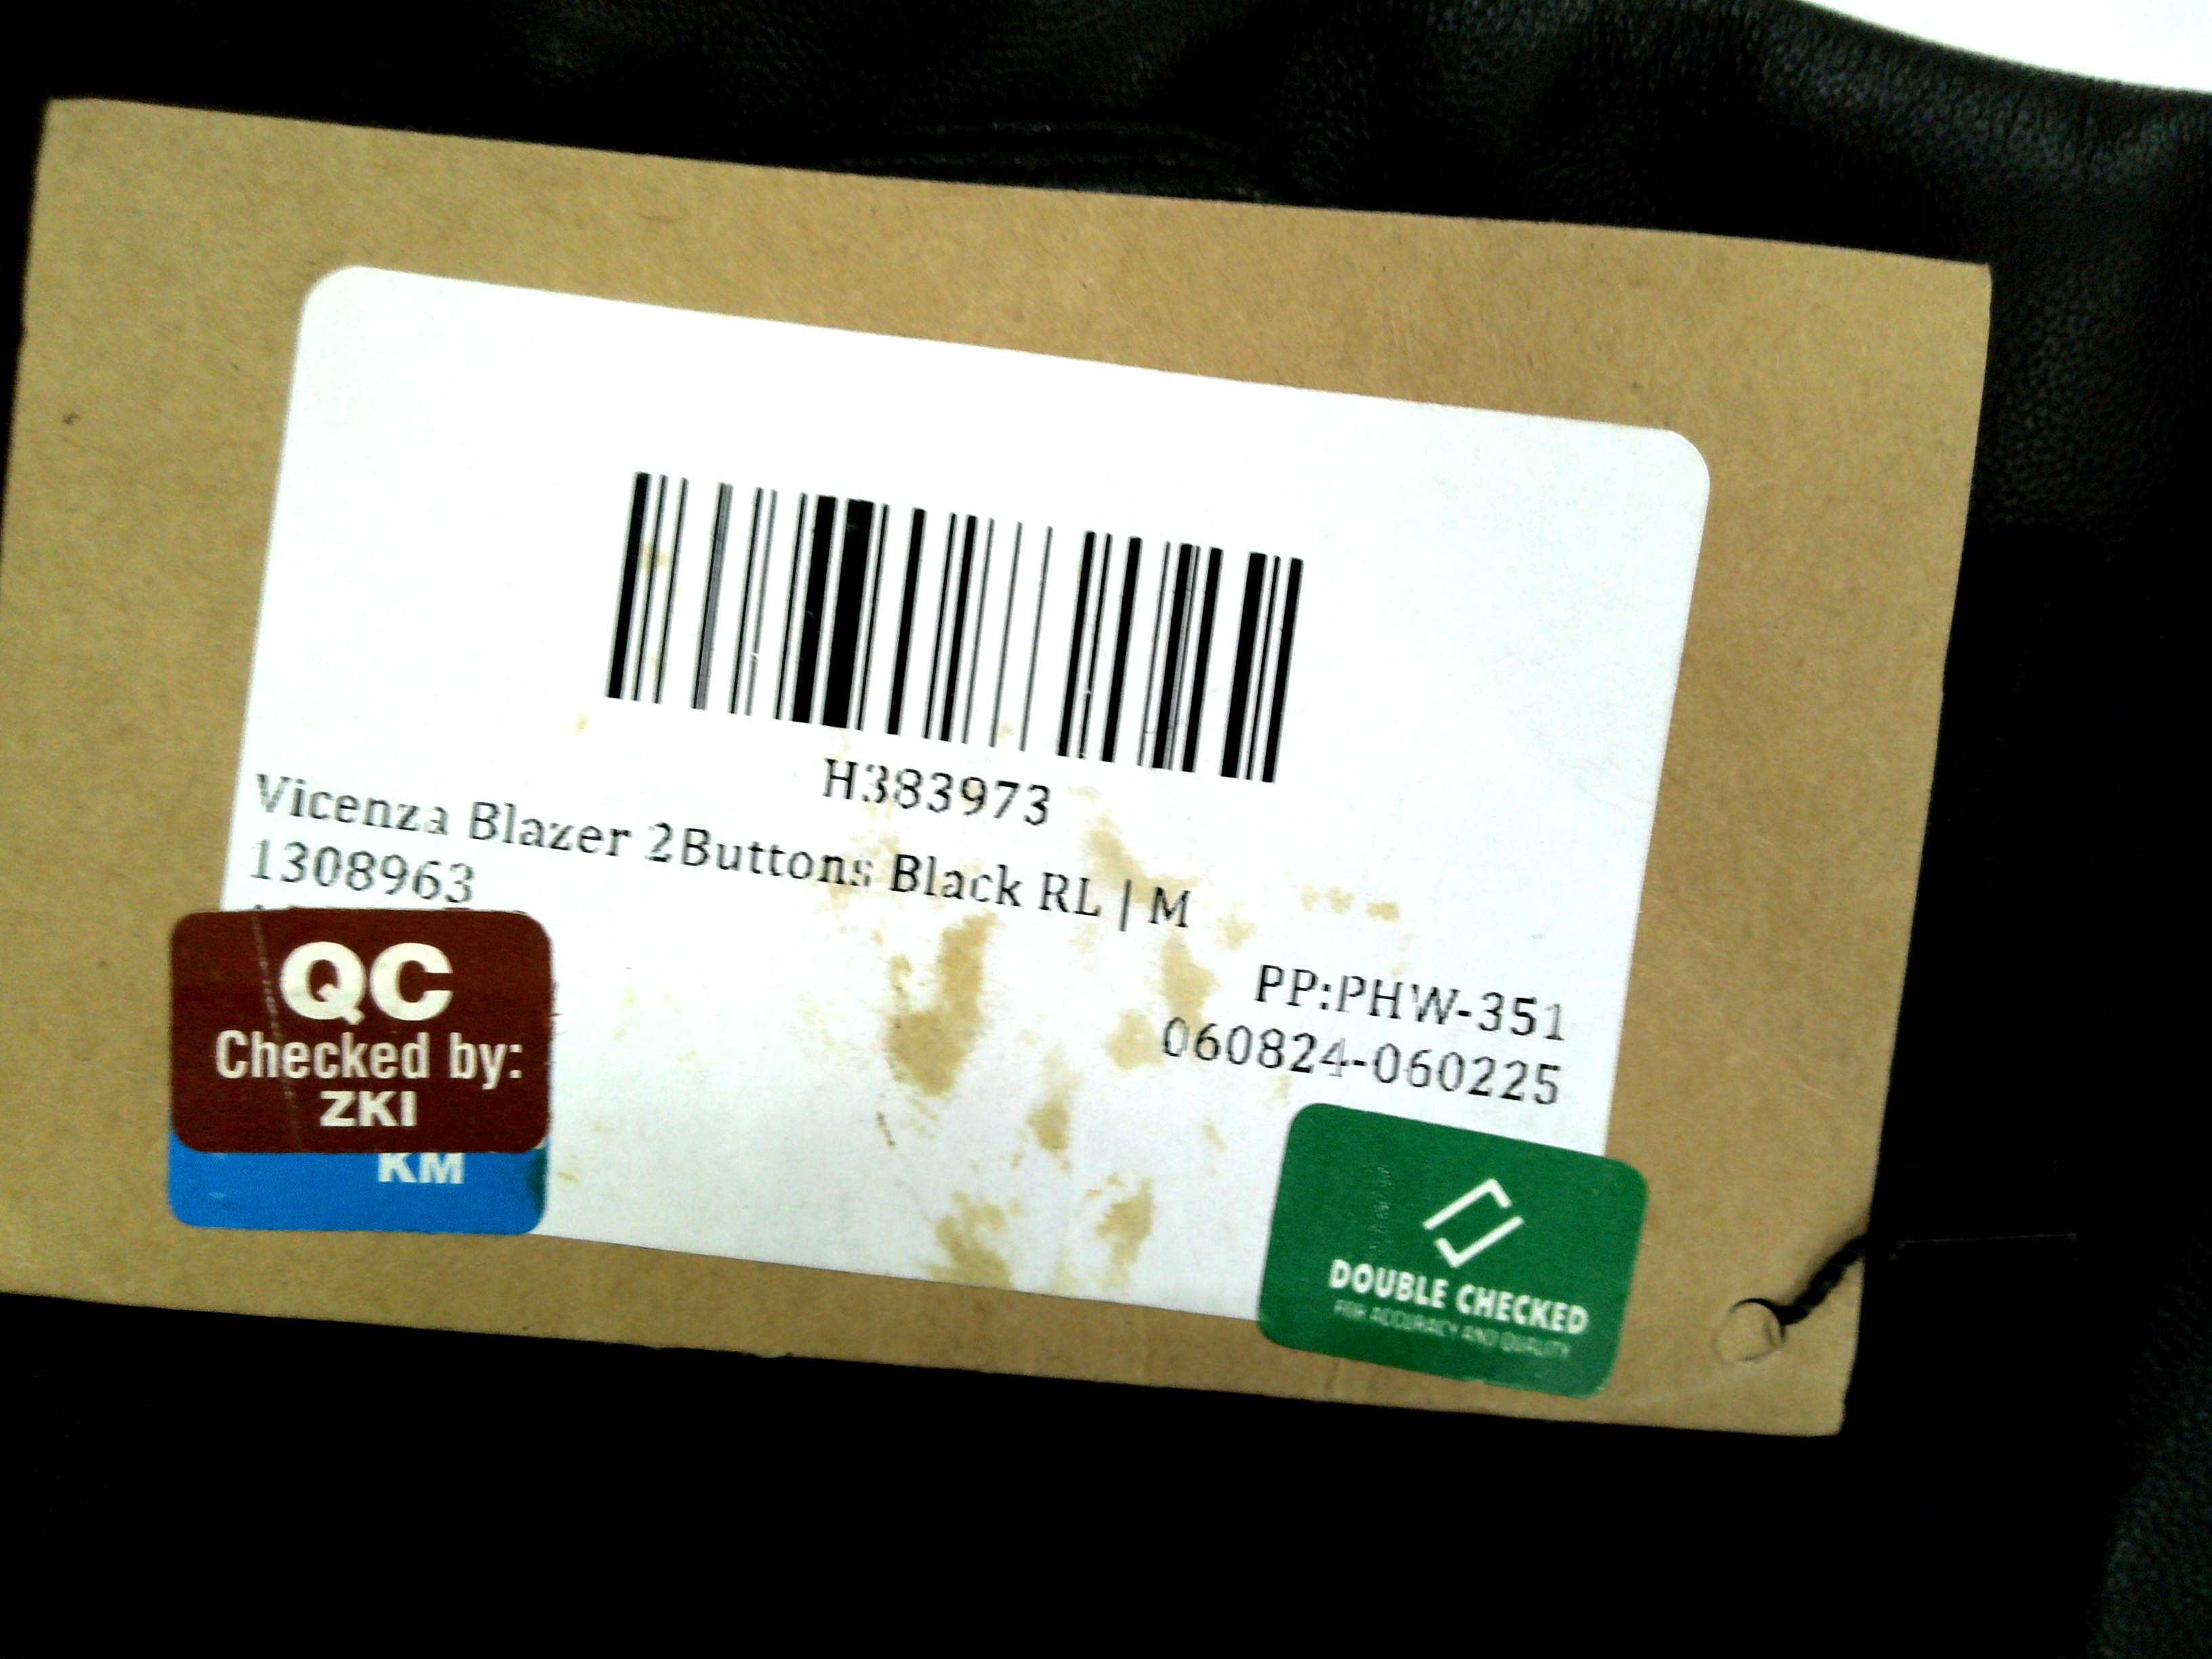 H383973
Vicenza Blazer 2Buttons Black RL | M
1308963
PP:PHW-351
060824-060225
QC
Checked by:
ZKI
KM
DOUBLE CHECKED
FOR ACCURACY AND QUALITY